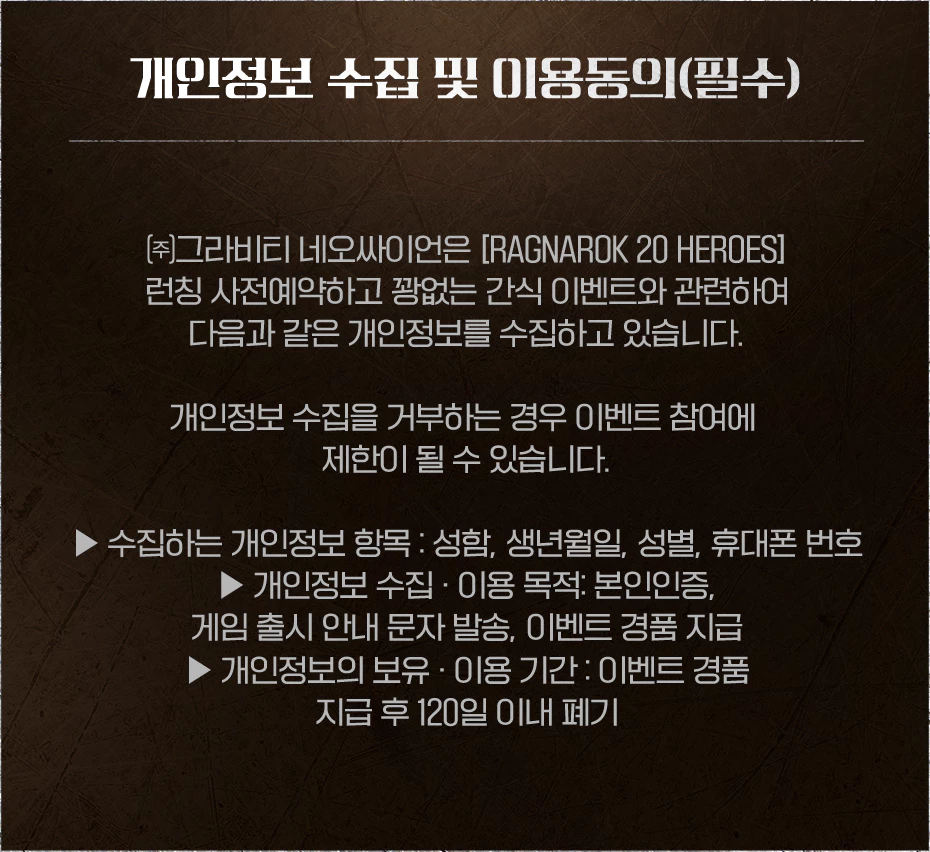 개인정보 수집 및 이용동의(필수)
㈜그라비티 네오싸이언은 [RAGNAROK 20 HEROES]
런칭 사전예약하고 꽝없는 간식 이벤트와 관련하여
다음과 같은 개인정보를 수집하고 있습니다.
개인정보 수집을 거부하는 경우 이벤트 참여에
제한이 될 수 있습니다.
▶ 수집하는 개인정보 항목 : 성함, 생년월일, 성별, 휴대폰 번호
▶ 개인정보 수집 · 이용 목적: 본인인증,
게임 출시 안내 문자 발송, 이벤트 경품 지급
▶ 개인정보의 보유 · 이용 기간 : 이벤트 경품
지급 후 120일 이내 폐기